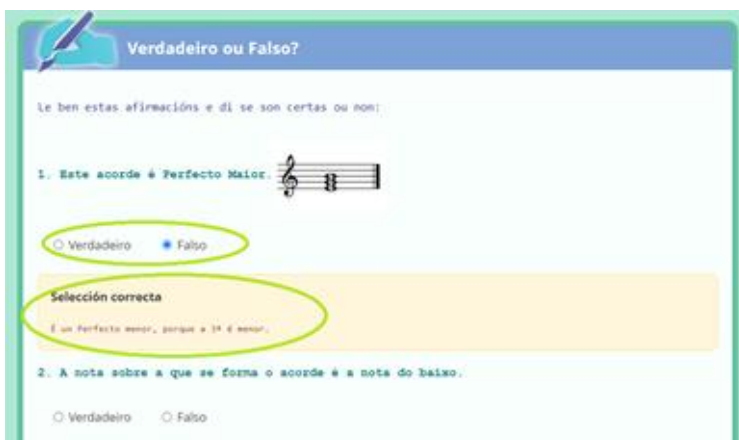 Verdadeiro ou Falso?
Le ben estas afirmacións e di se son certas ou non:
1. Este acorde é Perfecto Maior.
Verdadeiro Falso
Selección correcta
É un Perfecto menor, porque a 3ª é menor.
2. A nota sobre a que se forma o acorde é a nota do baixo.
Verdadeiro Falso